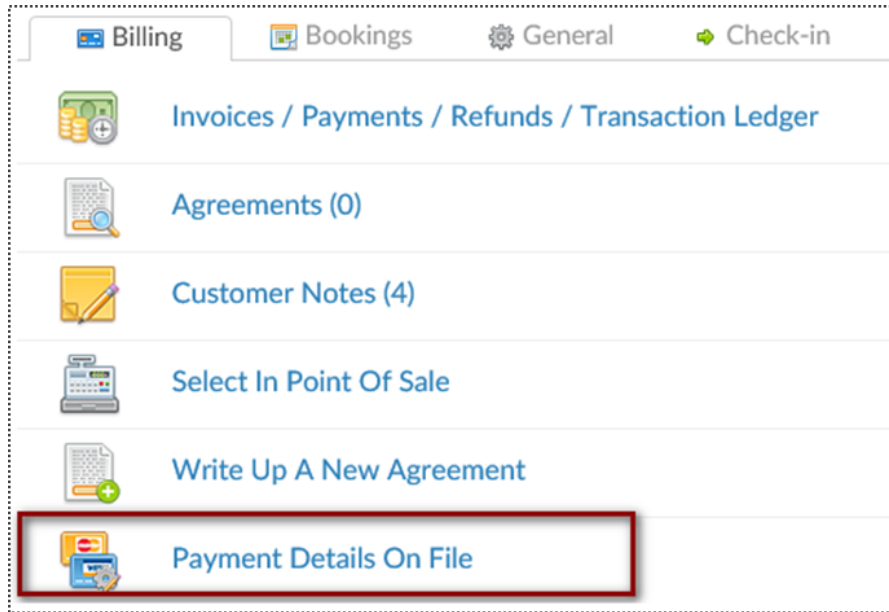 Billing
Bookings
General
Check-in
Invoices / Payments / Refunds / Transaction Ledger
Agreements (0)
Customer Notes (4)
Select In Point Of Sale
Write Up A New Agreement
Payment Details On File